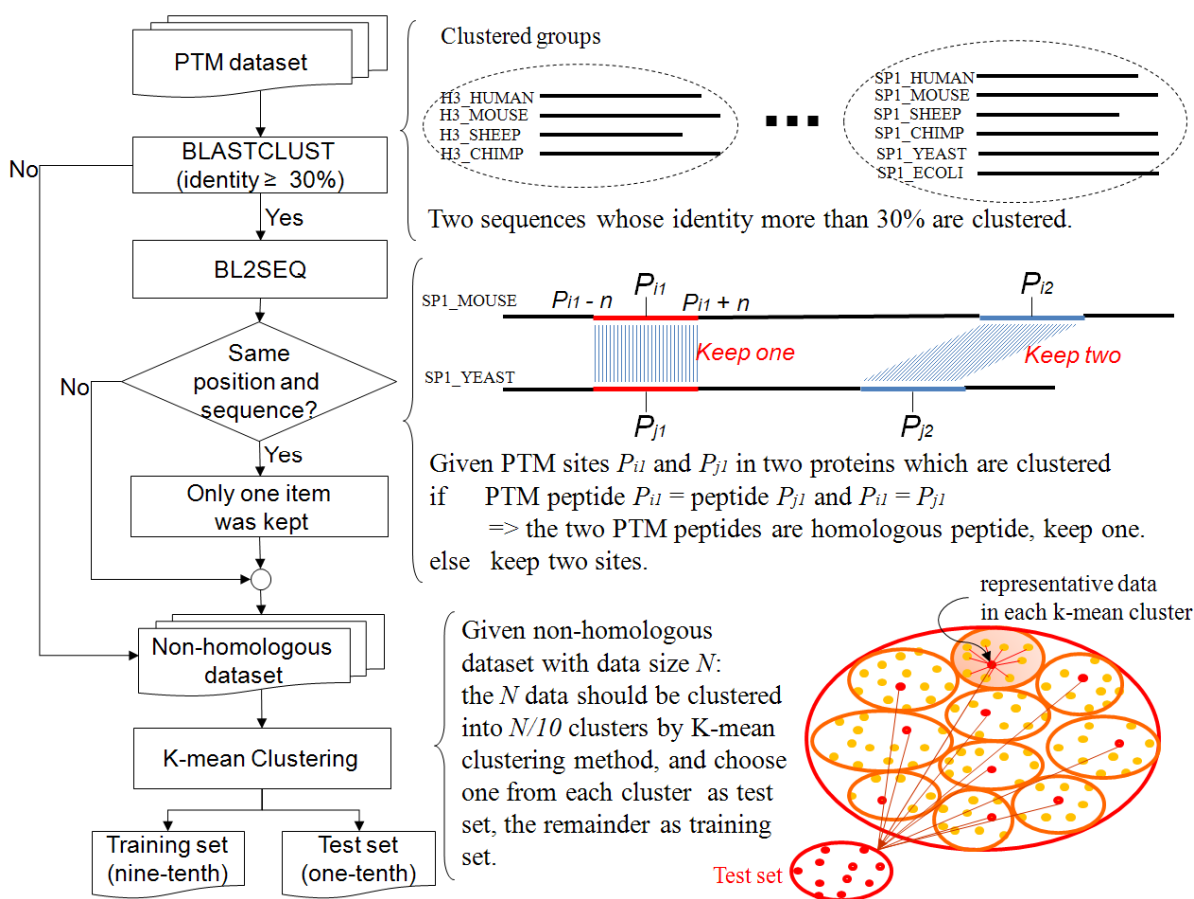 PTM dataset
BLASTCLUST
(identity ≥ 30%)
No
Yes
BL2SEQ
Same
position and
sequence?
No
Yes
Only one item
was kept
Non-homologous
dataset
K-mean Clustering
Training set
(nine-tenth)
Test set
(one-tenth)
Clustered groups
H3_HUMAN
H3_MOUSE
H3_SHEEP
H3_CHIMP
SP1_HUMAN
SP1_MOUSE
SP1_SHEEP
SP1_CHIMP
SP1_YEAST
SP1_ECOLI
Two sequences whose identity more than 30% are clustered.
SP1_MOUSE
Pi1 - n
Pi1
Pi1 + n
Pi2
Keep one
Keep two
SP1_YEAST
Pj1
Pj2
Given PTM sites Pi1 and Pj1 in two proteins which are clustered
if PTM peptide Pi1 = peptide Pj1 and Pi1 = Pj1
=> the two PTM peptides are homologous peptide, keep one.
else keep two sites.
Given non-homologous
dataset with data size N:
the N data should be clustered
into N/10 clusters by K-mean
clustering method, and choose
one from each cluster as test
set, the remainder as training
set.
representative data
in each k-mean cluster
Test set